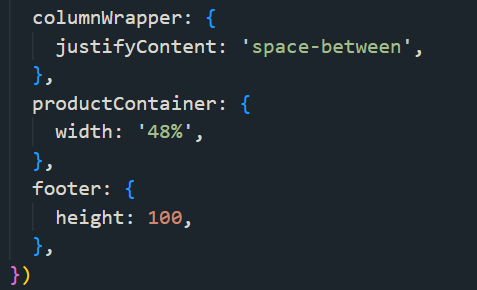 columnWrapper: {
justifyContent: 'space-between',
},
productContainer: {
width: '48%',
},
footer: {
height: 100,
},
})